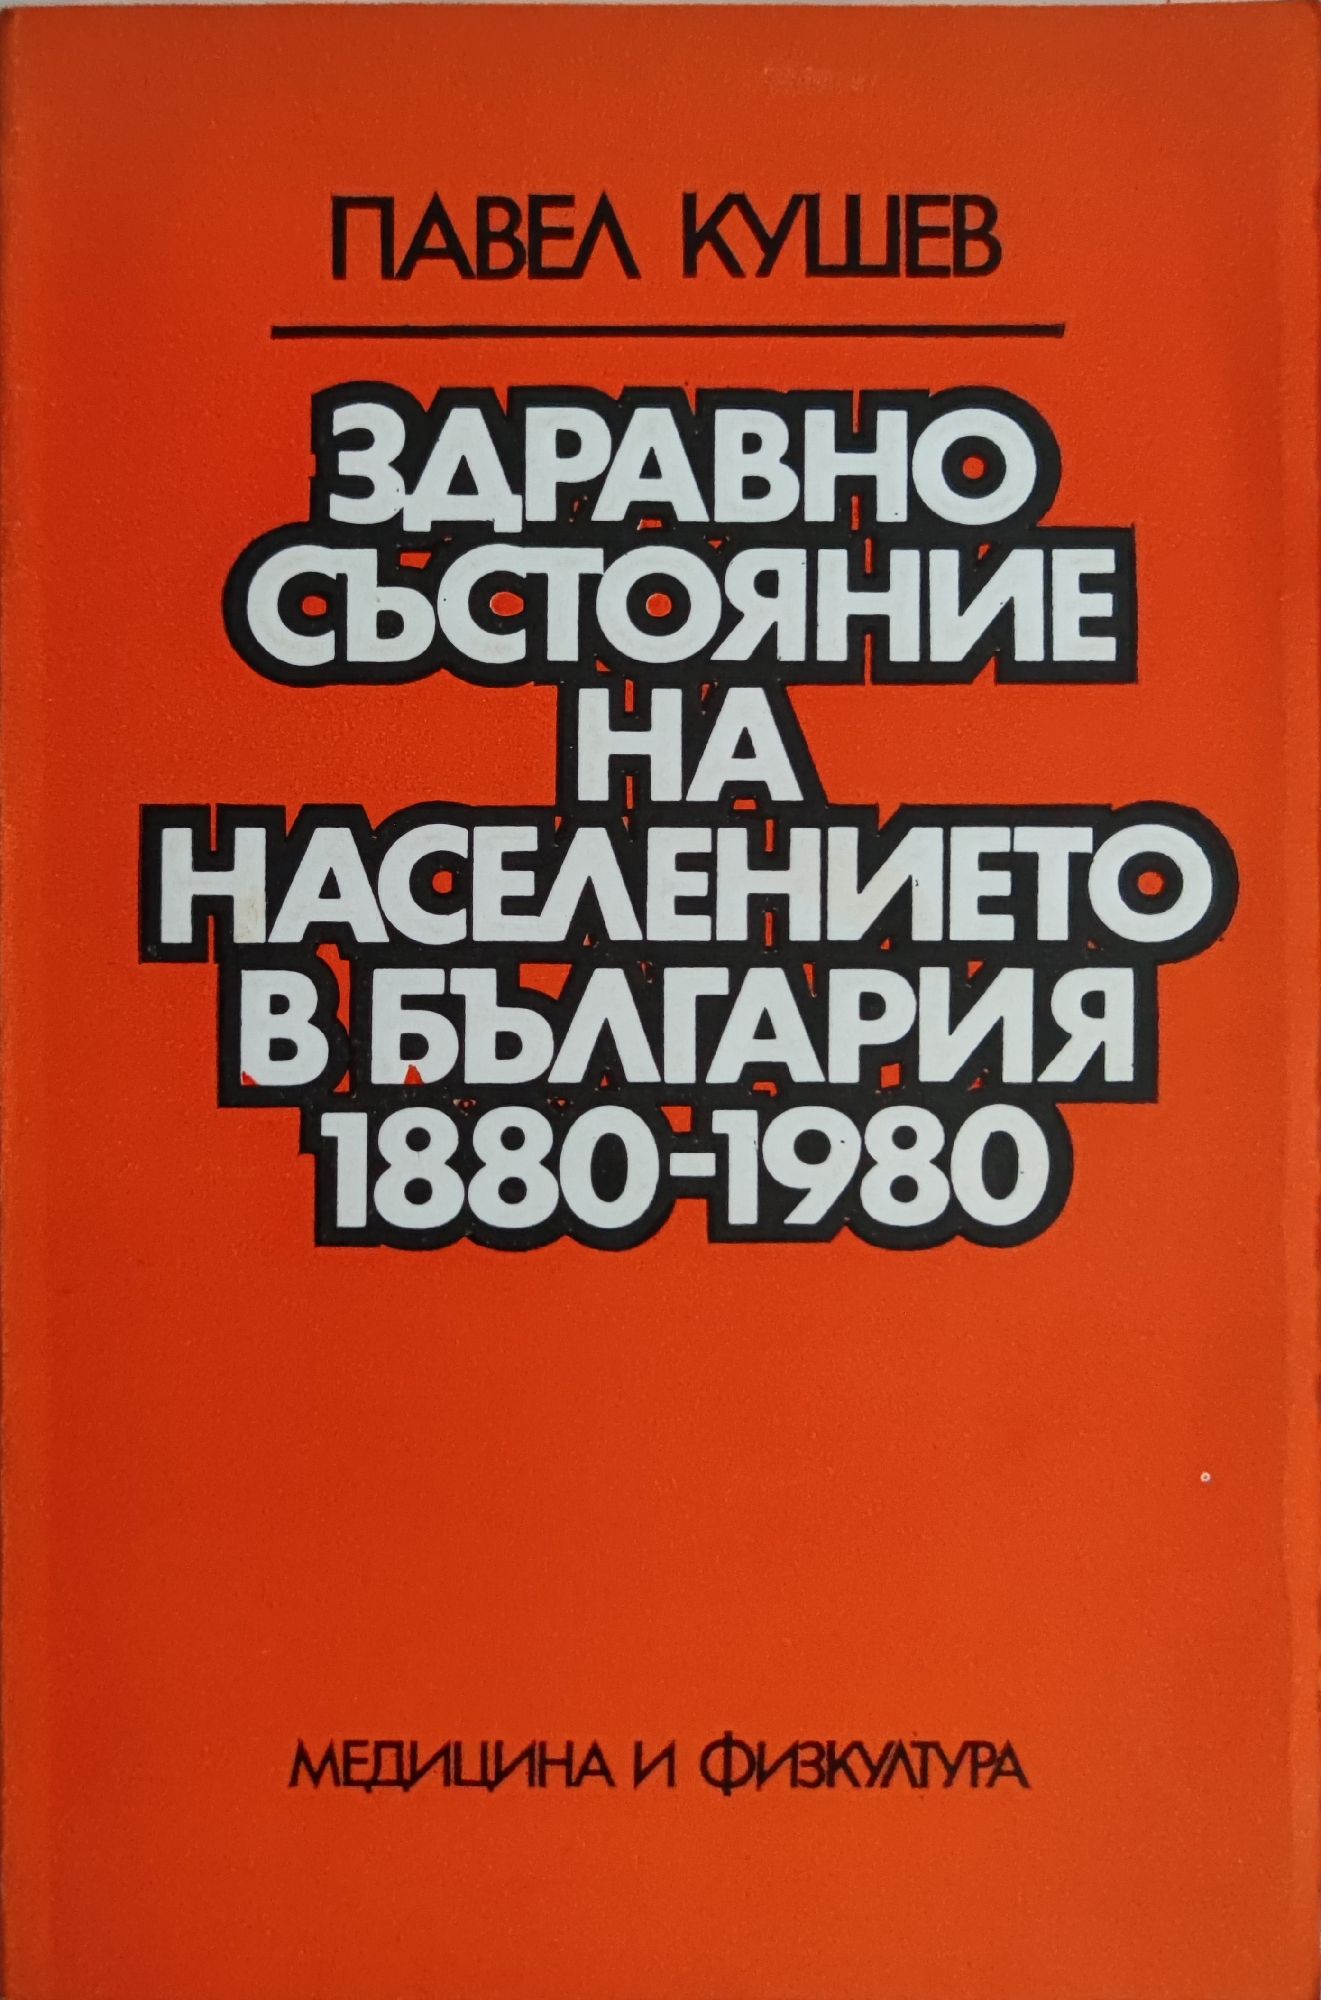 ПАВЕЛ КУШЕВ
ЗДРАВНО
СЪСТОЯНИЕ
НА
НАСЕЛЕНИЕТО
В БЪЛГАРИЯ
1880-1980
МЕДИЦИНА И ФИЗКУЛТУРА